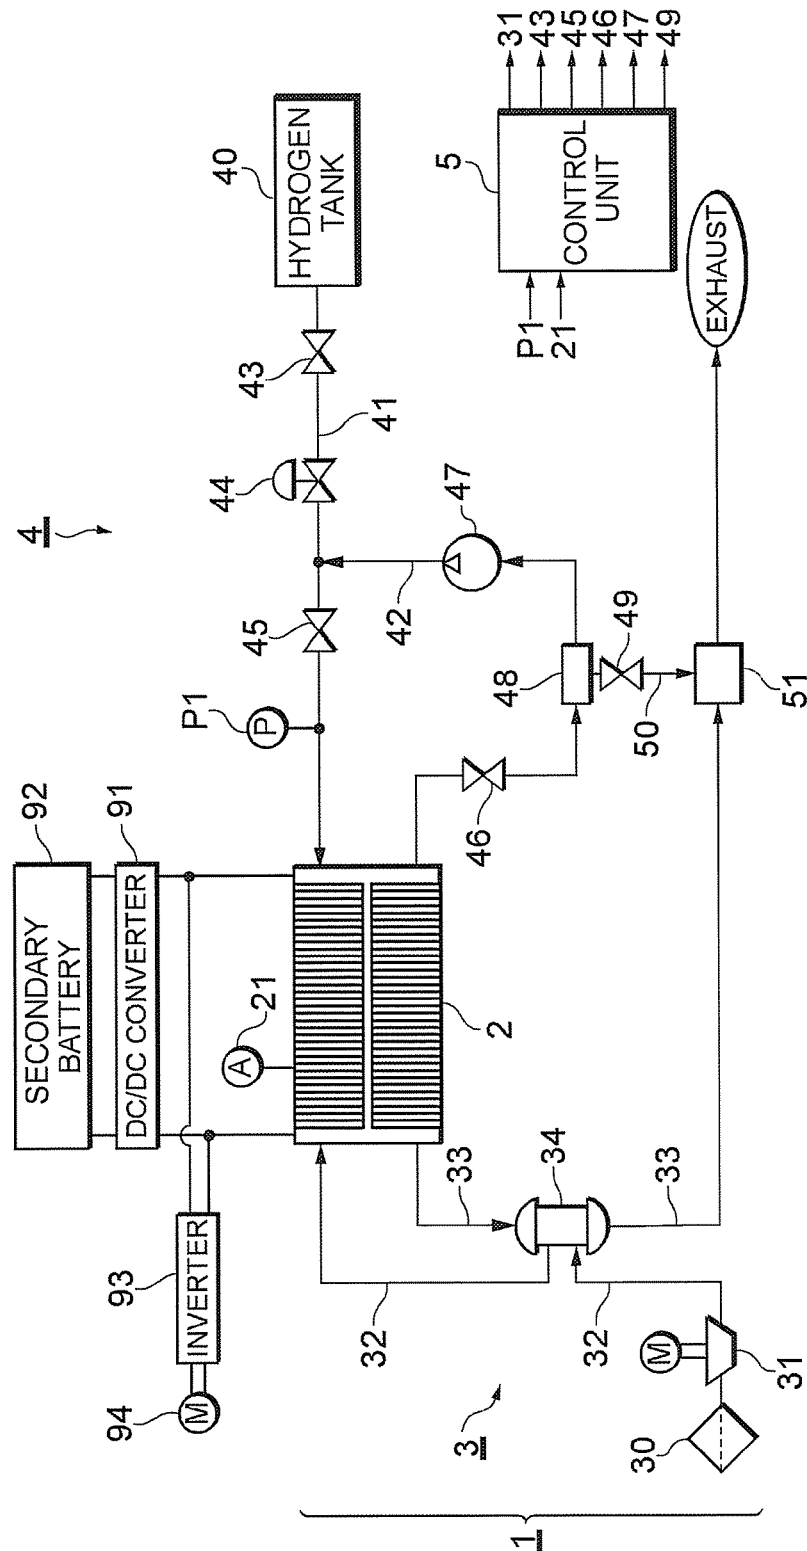 4
92
SECONDARY
BATTERY
91
DC/DC CONVERTER
94
93
M
INVERTER
P1
40
44
21
A
P
45
43
HYDROGEN
TANK
32
41
42
5
33
47
3
46
2
48
31
43
45
46
47
49
P1
21
CONTROL
UNIT
1
34
32
49
30
50
M
33
EXHAUST
31
51